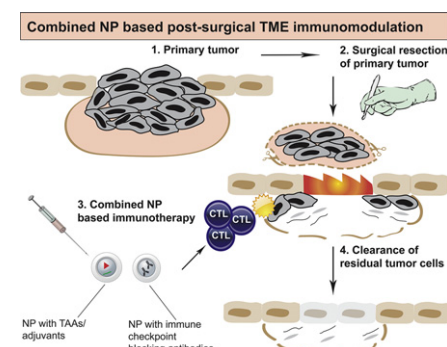 Combined NP based post-surgical TME immunomodulation
1. Primary tumor
2. Surgical resection
of primary tumor
3. Combined NP
based immunotherapy
CTL
CTL
CTL
4. Clearance of
residual tumor cells
NP with TAAs/
adjuvants
NP with immune
checkpoint
blocking antibodies